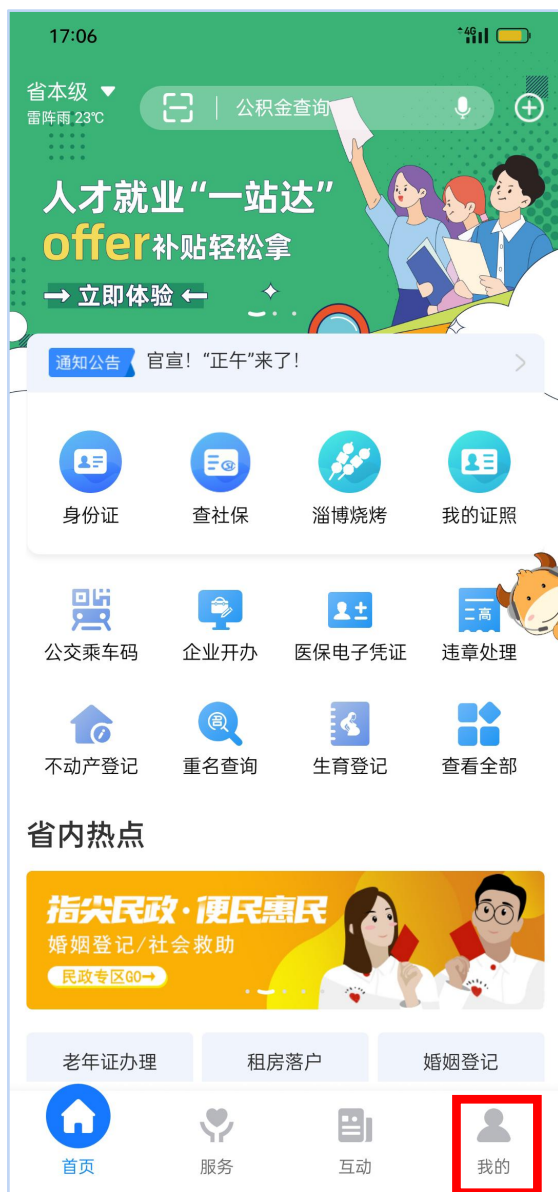 17:06
4G
省本级
雷阵雨 23℃
公积金查询
人才就业“一站达”
offer补贴轻松拿
→ 立即体验 ←
通知公告 官宣！“正午”来了！
身份证 查社保 淄博烧烤 我的证照
公交乘车码 企业开办 医保电子凭证 违章处理
不动产登记 重名查询 生育登记 查看全部
省内热点
指尖民政·便民惠民
婚姻登记/社会救助
民政专区GO→
老年证办理 租房落户 婚姻登记
首页 服务 互动 我的